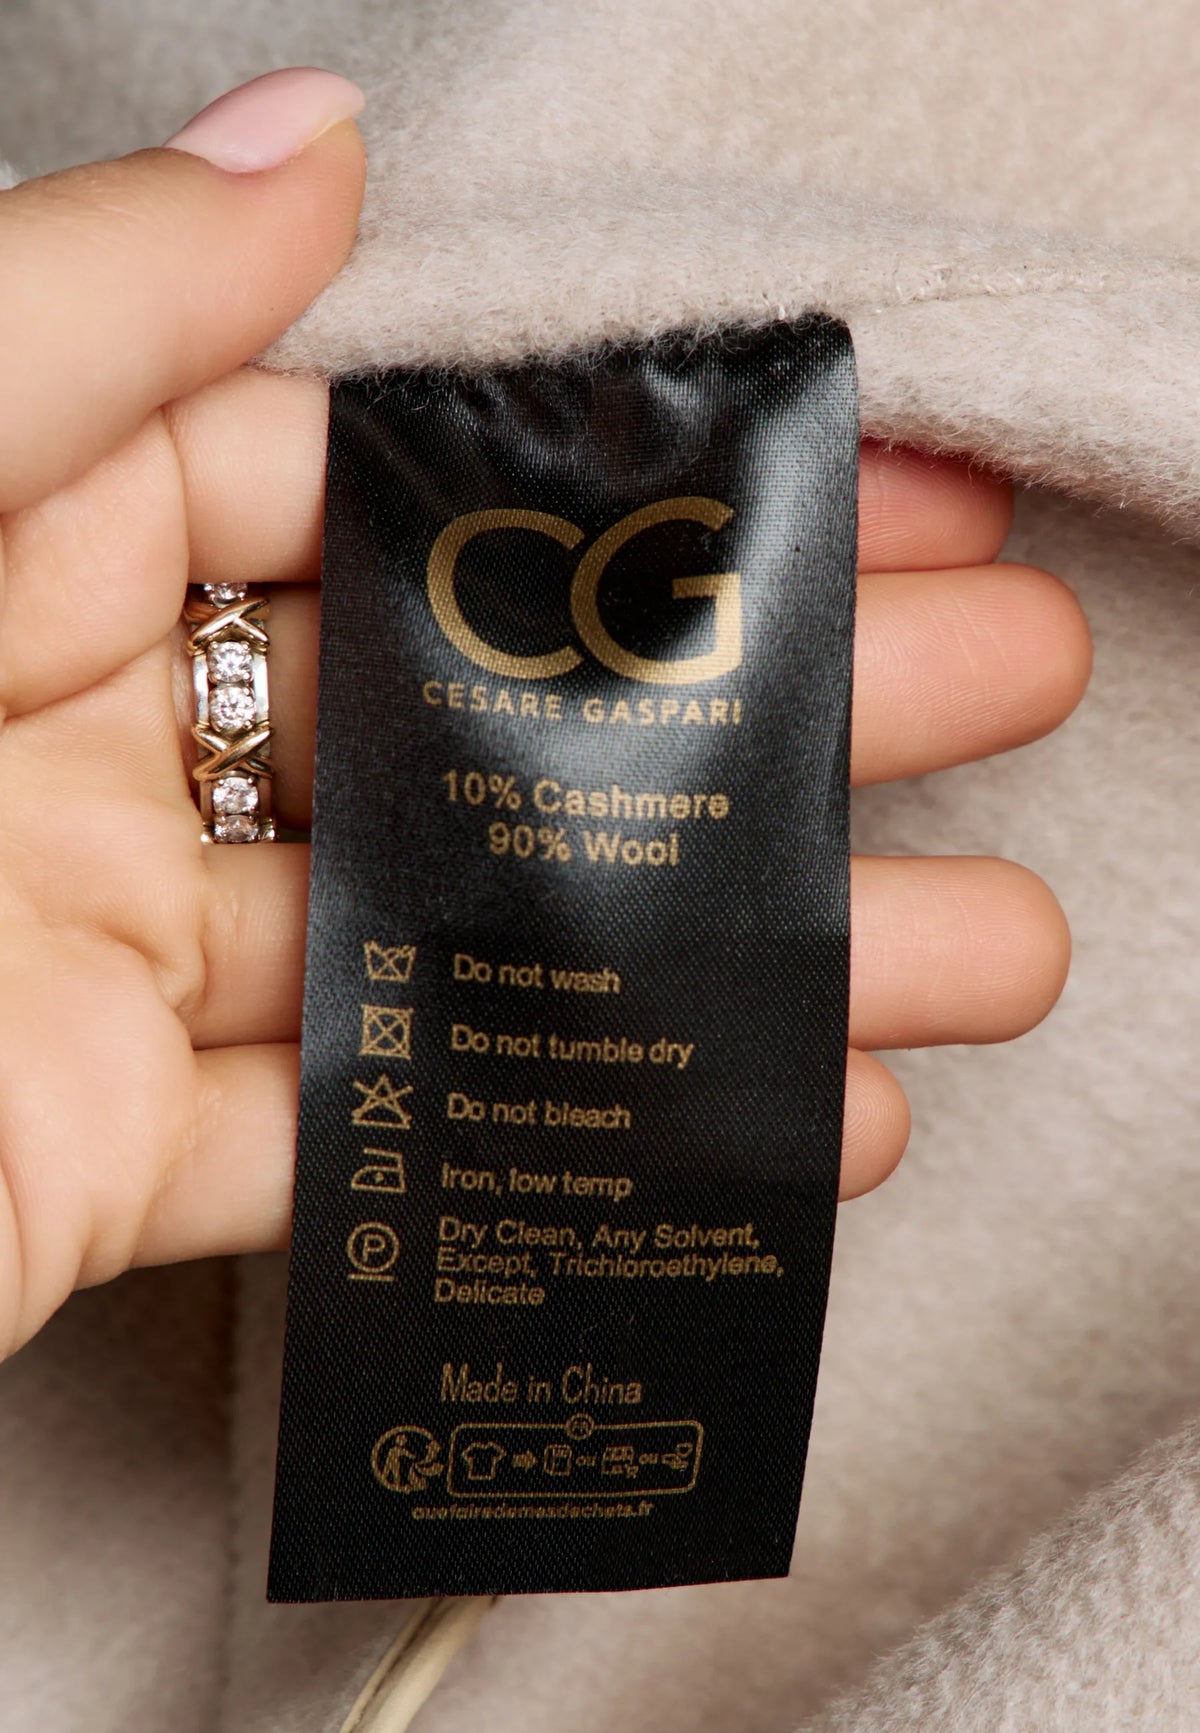 CG
CESARE GASPARI
10% Cashmere
90% Wool
Do not wash
Do not tumble dry
Do not bleach
Iron, low temp
P
Dry Clean, Any Solvent,
Except, Trichloroethylene,
Delicate
Made in China
FR
ou ou
quefairedemesdechets.fr